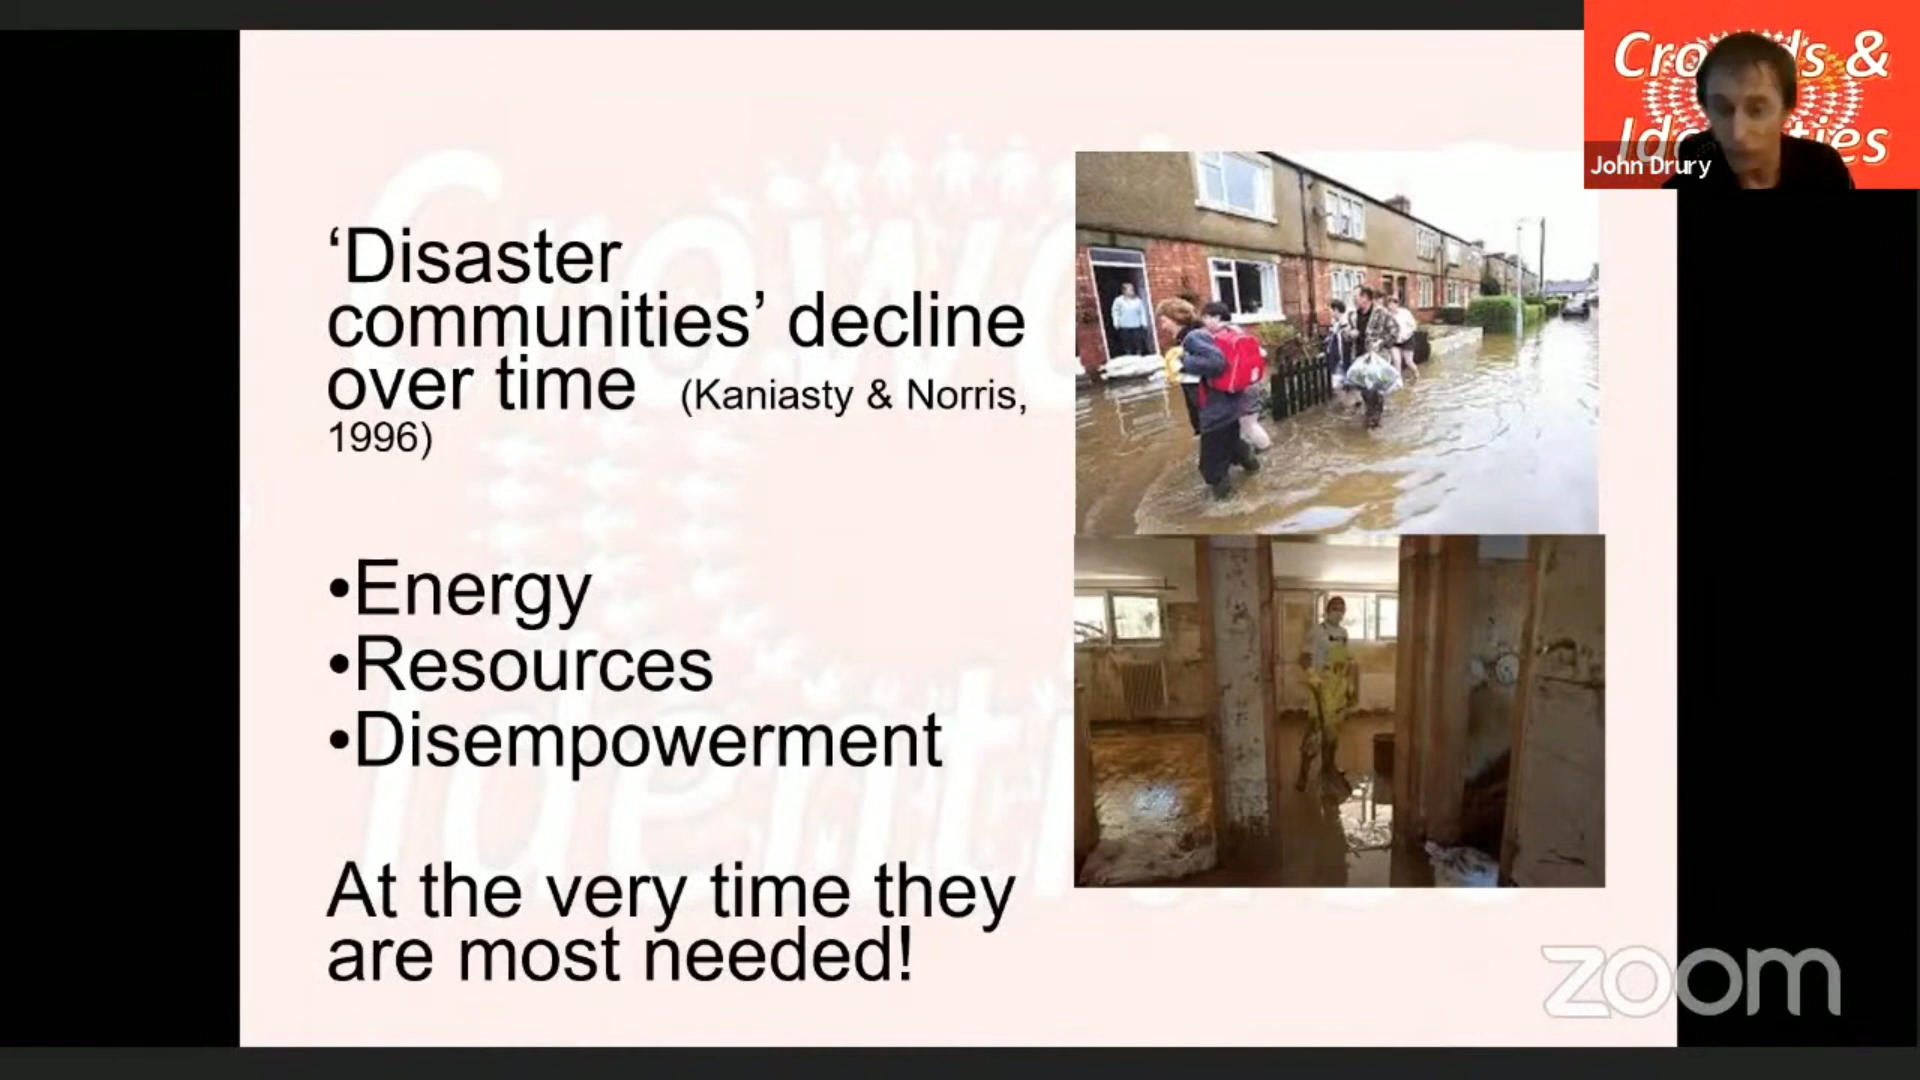 Crowds &
Identities
John Drury
‘Disaster
communities’ decline
over time (Kaniasty & Norris,
1996)
•Energy
•Resources
•Disempowerment
At the very time they
are most needed!
zoom